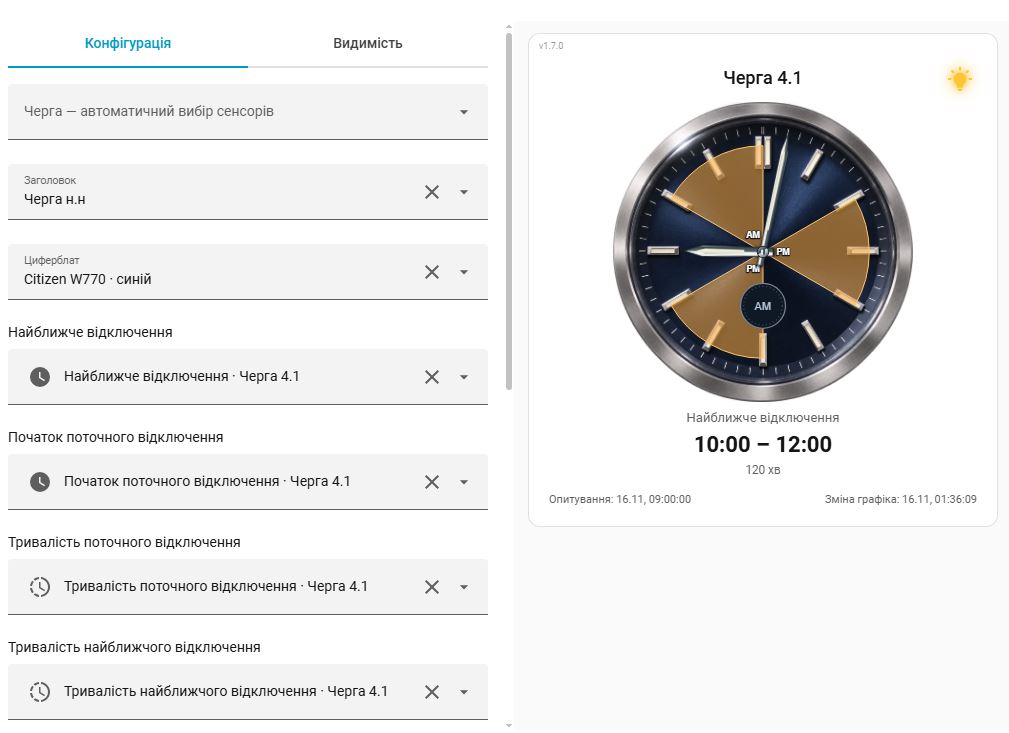 Конфігурація
Видимість
Черга — автоматичний вибір сенсорів
Заголовок
Черга н.н
Циферблат
Citizen W770 · синій
Найближче відключення
Найближче відключення · Черга 4.1
Початок поточного відключення
Початок поточного відключення · Черга 4.1
Тривалість поточного відключення
Тривалість поточного відключення · Черга 4.1
Тривалість найближчого відключення
Тривалість найближчого відключення · Черга 4.1
v1.7.0
Черга 4.1
AM
PM
PM
AM
Найближче відключення
10:00 – 12:00
120 хв
Опитування: 16.11, 09:00:00
Зміна графіка: 16.11, 01:36:09